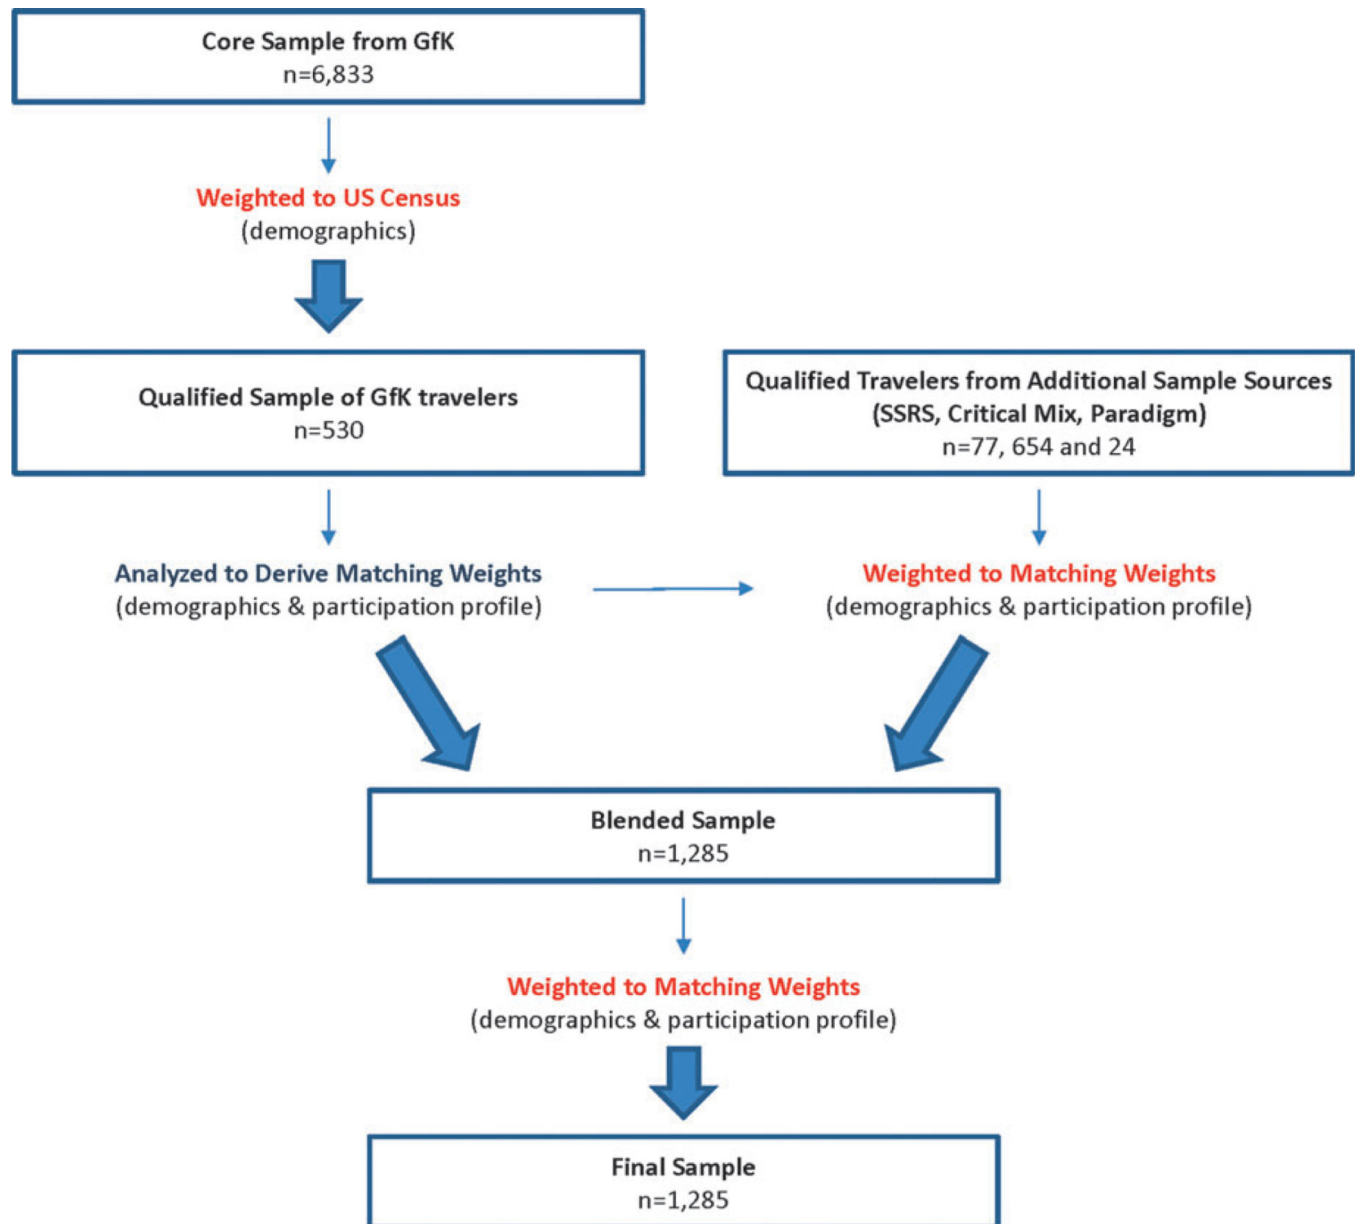 Core Sample from GfK
n=6,833
Weighted to US Census
(demographics)
Qualified Sample of GfK travelers
n=530
Qualified Travelers from Additional Sample Sources
(SSRS, Critical Mix, Paradigm)
n=77, 654 and 24
Analyzed to Derive Matching Weights
(demographics & participation profile)
Weighted to Matching Weights
(demographics & participation profile)
Blended Sample
n=1,285
Weighted to Matching Weights
(demographics & participation profile)
Final Sample
n=1,285